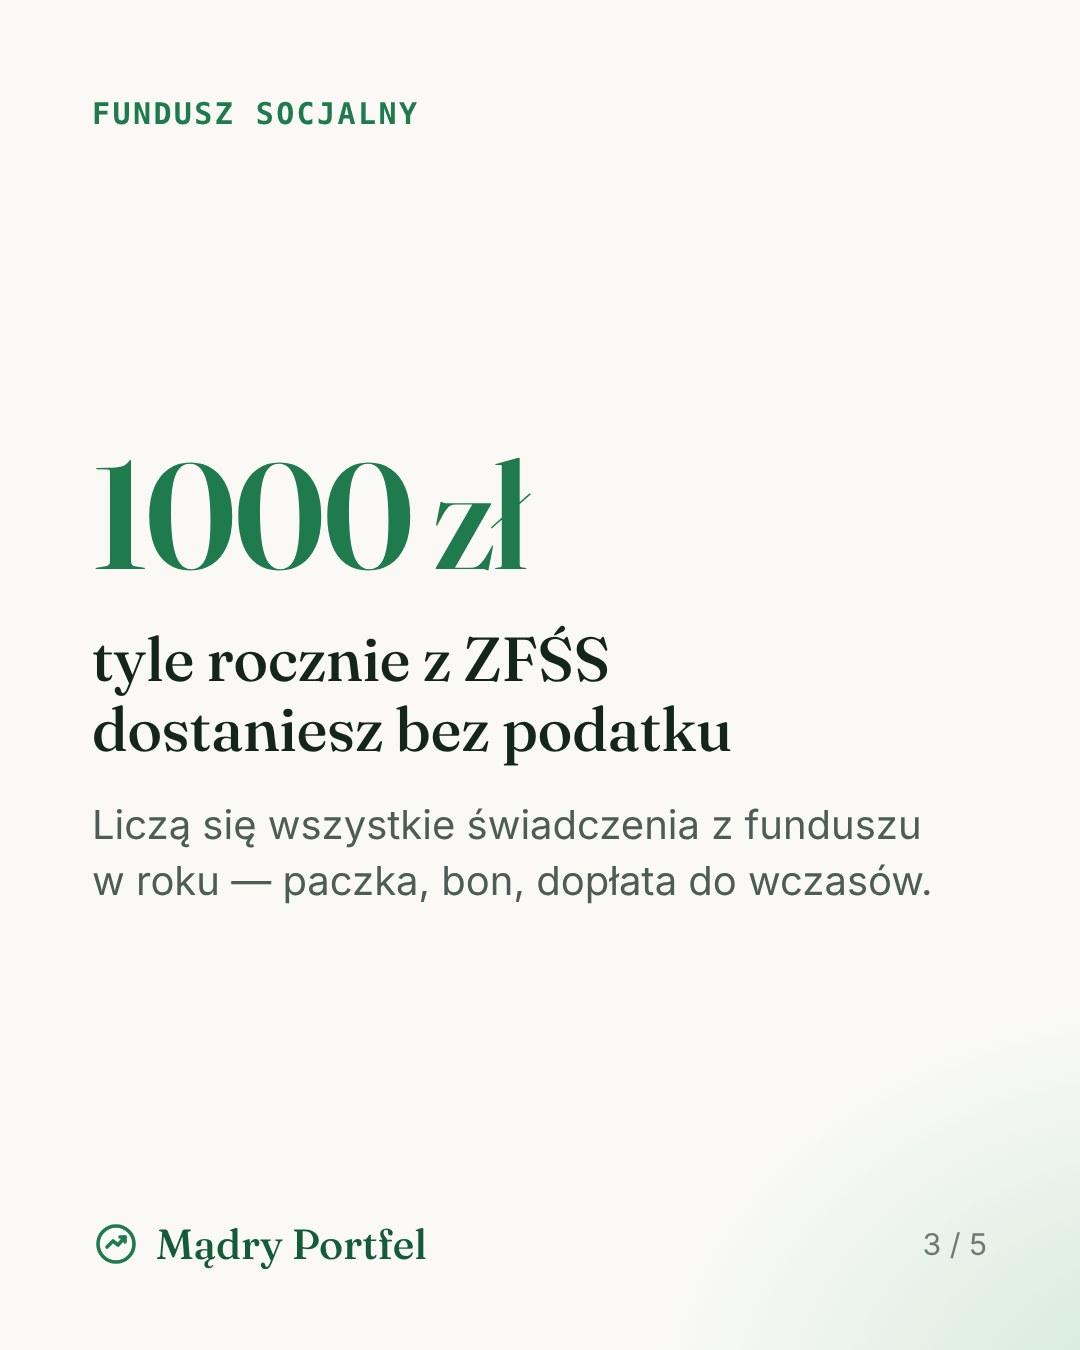 FUNDUSZ SOCJALNY
1000 zł
tyle rocznie z ZFŚS
dostaniesz bez podatku
Liczą się wszystkie świadczenia z funduszu
w roku — paczka, bon, dopłata do wczasów.
Mądry Portfel
3 / 5